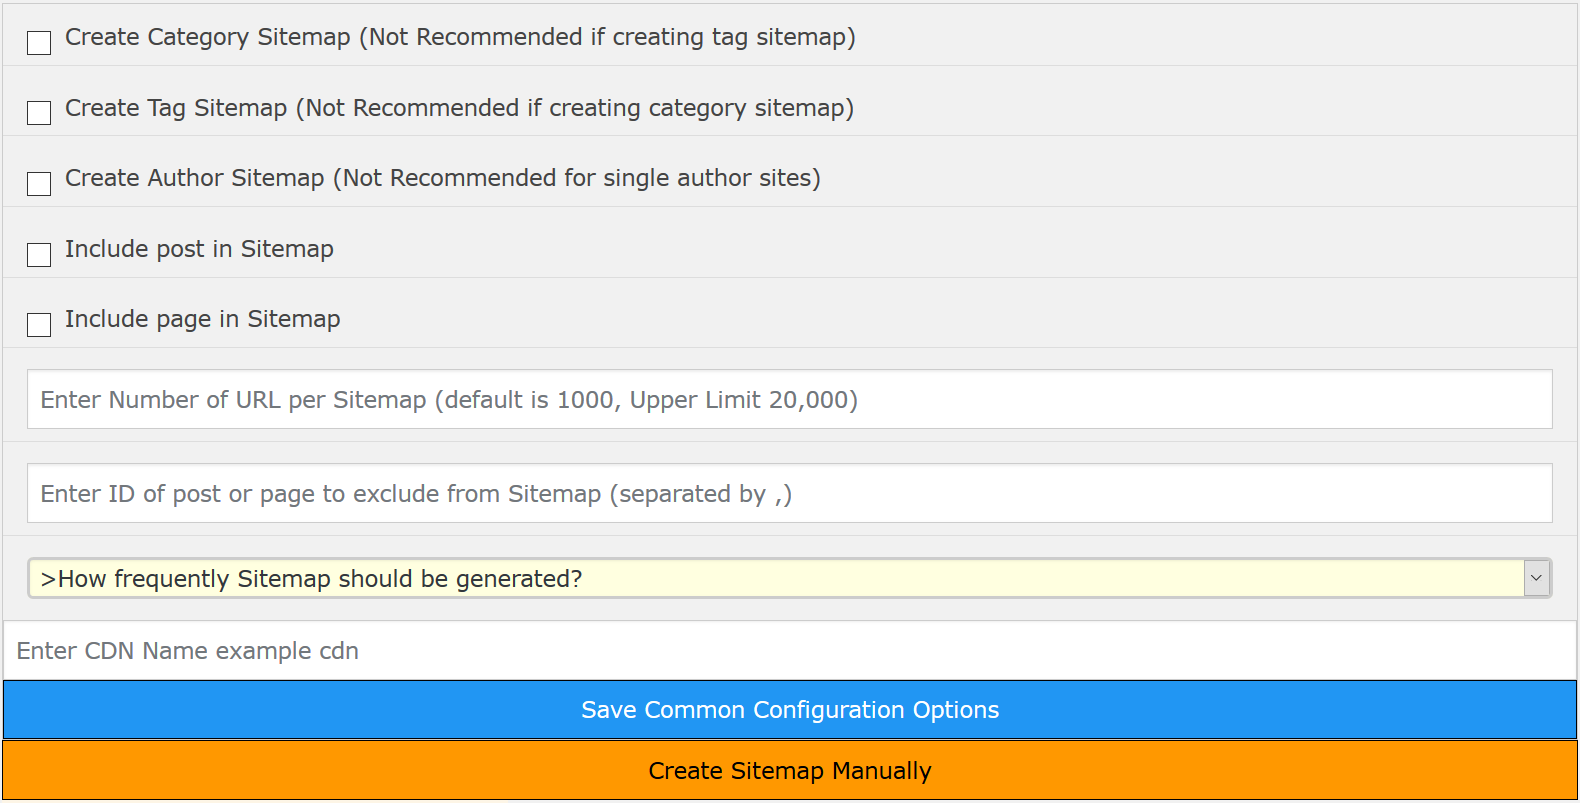 Create Category Sitemap (Not Recommended if creating tag sitemap)
Create Tag Sitemap (Not Recommended if creating category sitemap)
Create Author Sitemap (Not Recommended for single author sites)
Include post in Sitemap
Include page in Sitemap
Enter Number of URL per Sitemap (default is 1000, Upper Limit 20,000)
Enter ID of post or page to exclude from Sitemap (separated by ,)
>How frequently Sitemap should be generated?
Enter CDN Name example cdn
Save Common Configuration Options
Create Sitemap Manually